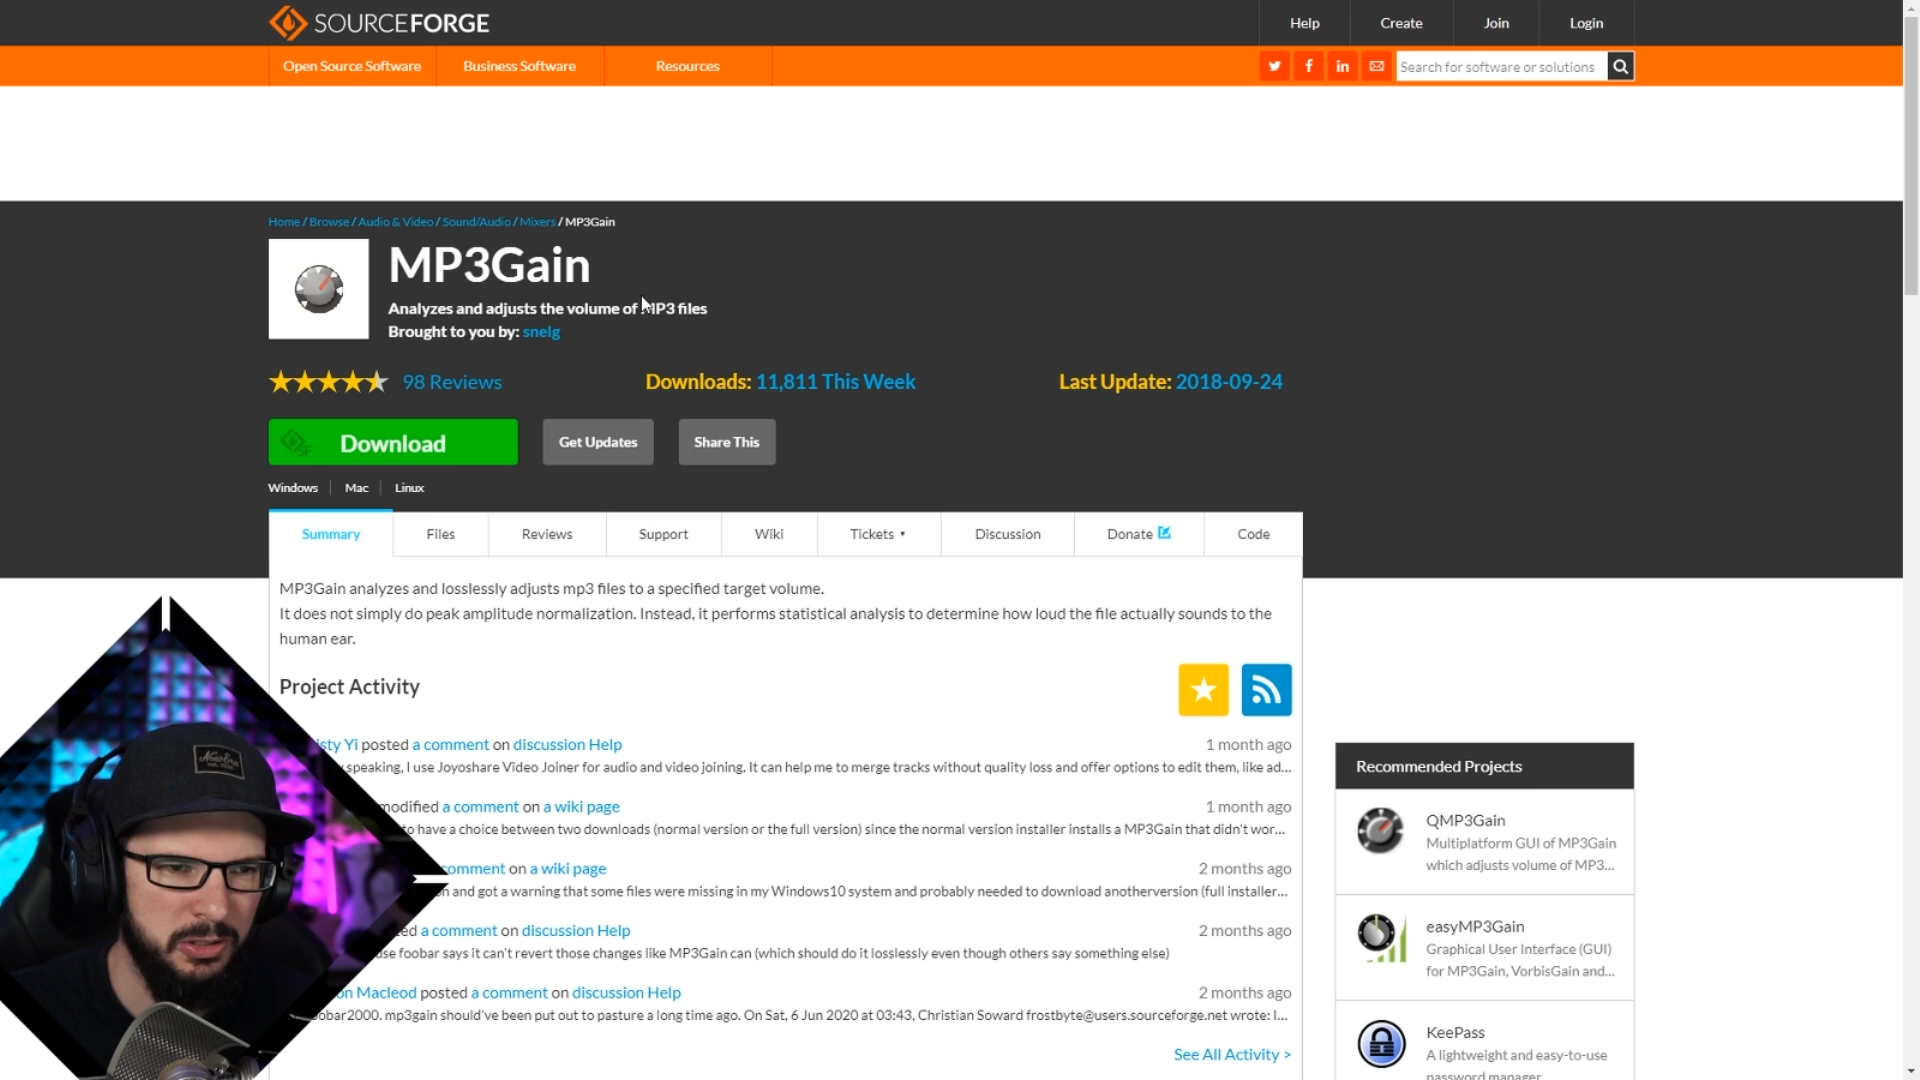 SOURCEFORGE
Help
Create
Join
Login
Open Source Software
Business Software
Resources
Search for software or solutions
Home / Browse / Audio & Video / Sound/Audio / Mixers / MP3Gain
MP3Gain
Analyzes and adjusts the volume of MP3 files
Brought to you by: snelg
98 Reviews
Downloads: 11,811 This Week
Last Update: 2018-09-24
Download
Get Updates
Share This
Windows
Mac
Linux
Summary
Files
Reviews
Support
Wiki
Tickets
Discussion
Donate
Code
MP3Gain analyzes and losslessly adjusts mp3 files to a specified target volume.
It does not simply do peak amplitude normalization. Instead, it performs statistical analysis to determine how loud the file actually sounds to the
human ear.
Project Activity
isty Yi posted a comment on discussion Help
1 month ago
speaking, I use Joyoshare Video Joiner for audio and video joining. It can help me to merge tracks without quality loss and offer options to edit them, like ad...
modified a comment on a wiki page
1 month ago
to have a choice between two downloads (normal version or the full version) since the normal version installer installs a MP3Gain that didn't wor...
comment on a wiki page
2 months ago
and got a warning that some files were missing in my Windows10 system and probably needed to download anotherversion (full installer...
a comment on discussion Help
2 months ago
foobar says it can't revert those changes like MP3Gain can (which should do it losslessly even though others say something else)
on Macleod posted a comment on discussion Help
2 months ago
obar2000. mp3gain should've been put out to pasture a long time ago. On Sat, 6 Jun 2020 at 03:43, Christian Soward frostbyte@users.sourceforge.net wrote: I...
See All Activity >
Recommended Projects
QMP3Gain
Multiplatform GUI of MP3Gain
which adjusts volume of MP3...
easyMP3Gain
Graphical User Interface (GUI)
for MP3Gain, VorbisGain and...
KeePass
A lightweight and easy-to-use
password manager